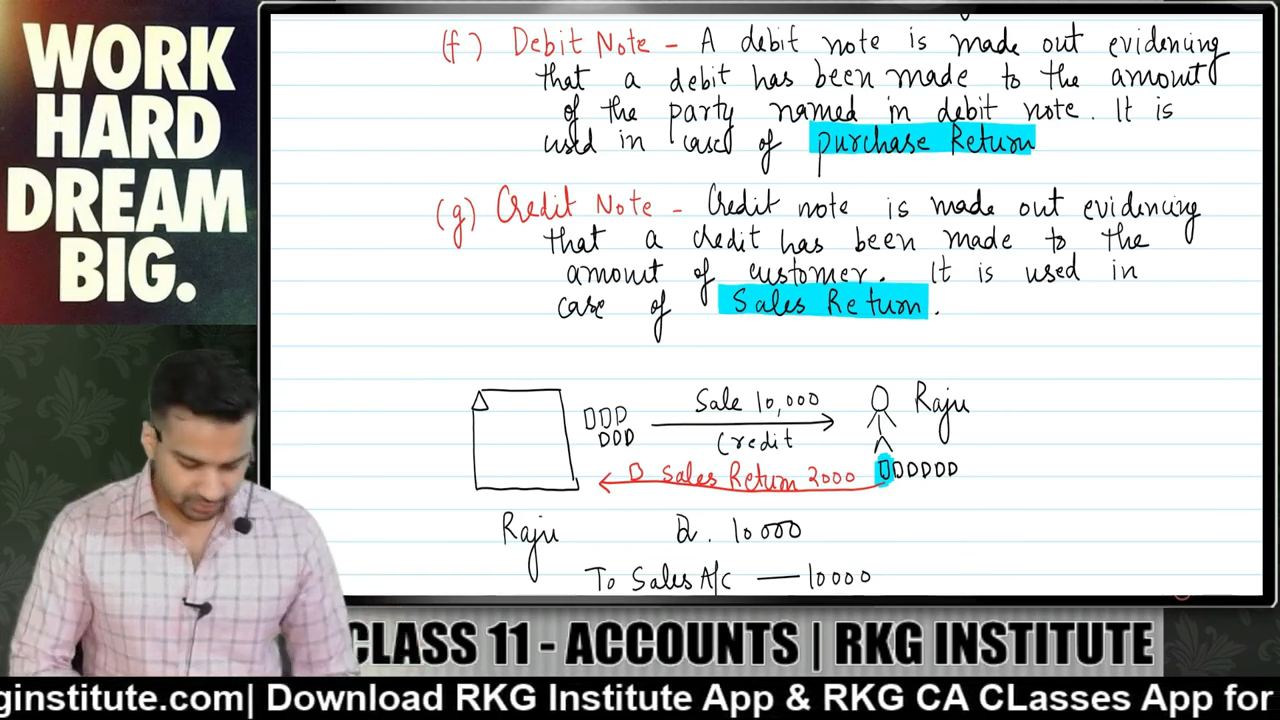 WORK
HARD
DREAM
BIG.
(f) Debit Note - A debit note is made out evidencing
that a debit has been made to the amount
of the party named in debit note. It is
used in case of purchase Return
(g) Credit Note - Credit note is made out evidencing
that a credit has been made to the
amount of customer. It is used in
case of Sales Return.
Sale 10,000
Raju
Credit
Sales Return 2000
Raju Dr. 10000
To Sales A/c — 10000
CLASS 11 - ACCOUNTS | RKG INSTITUTE
ginstitute.com| Download RKG Institute App & RKG CA CLasses App for